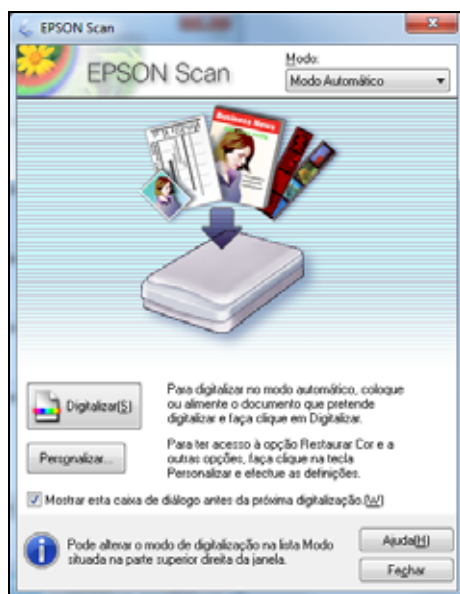 EPSON Scan
EPSON Scan
Modo:
Modo Automático
Business News
Digitalizar(S)
Para digitalizar no modo automático, coloque
ou alimente o documento que pretende
digitalizar e faça clique em Digitalizar.
Personalizar...
Para ter acesso à opção Restaurar Cor e a
outras opções, faça clique na tecla
Personalizar e efectue as definições.
Mostrar esta caixa de diálogo antes da próxima digitalização.(W)
Pode alterar o modo de digitalização na lista Modo
situada na parte superior direita da janela.
Ajuda(H)
Fechar